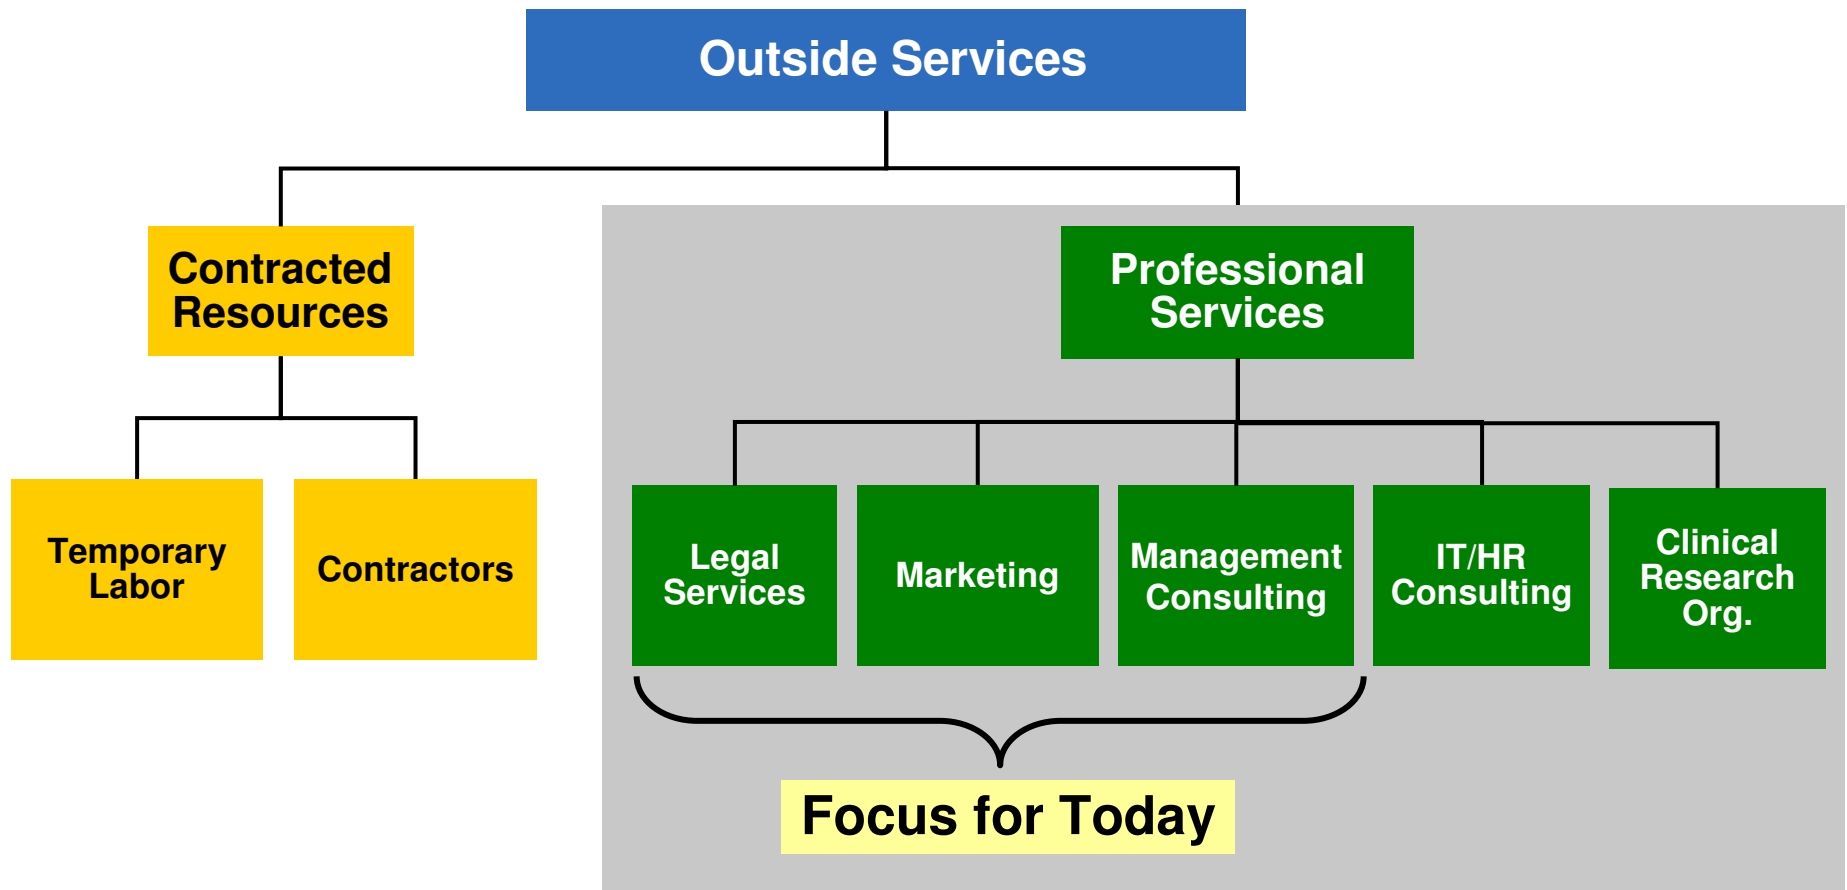 Outside Services
Contracted
Resources
Professional
Services
Temporary
Labor
Contractors
Legal
Services
Marketing
Management
Consulting
IT/HR
Consulting
Clinical
Research
Org.
Focus for Today